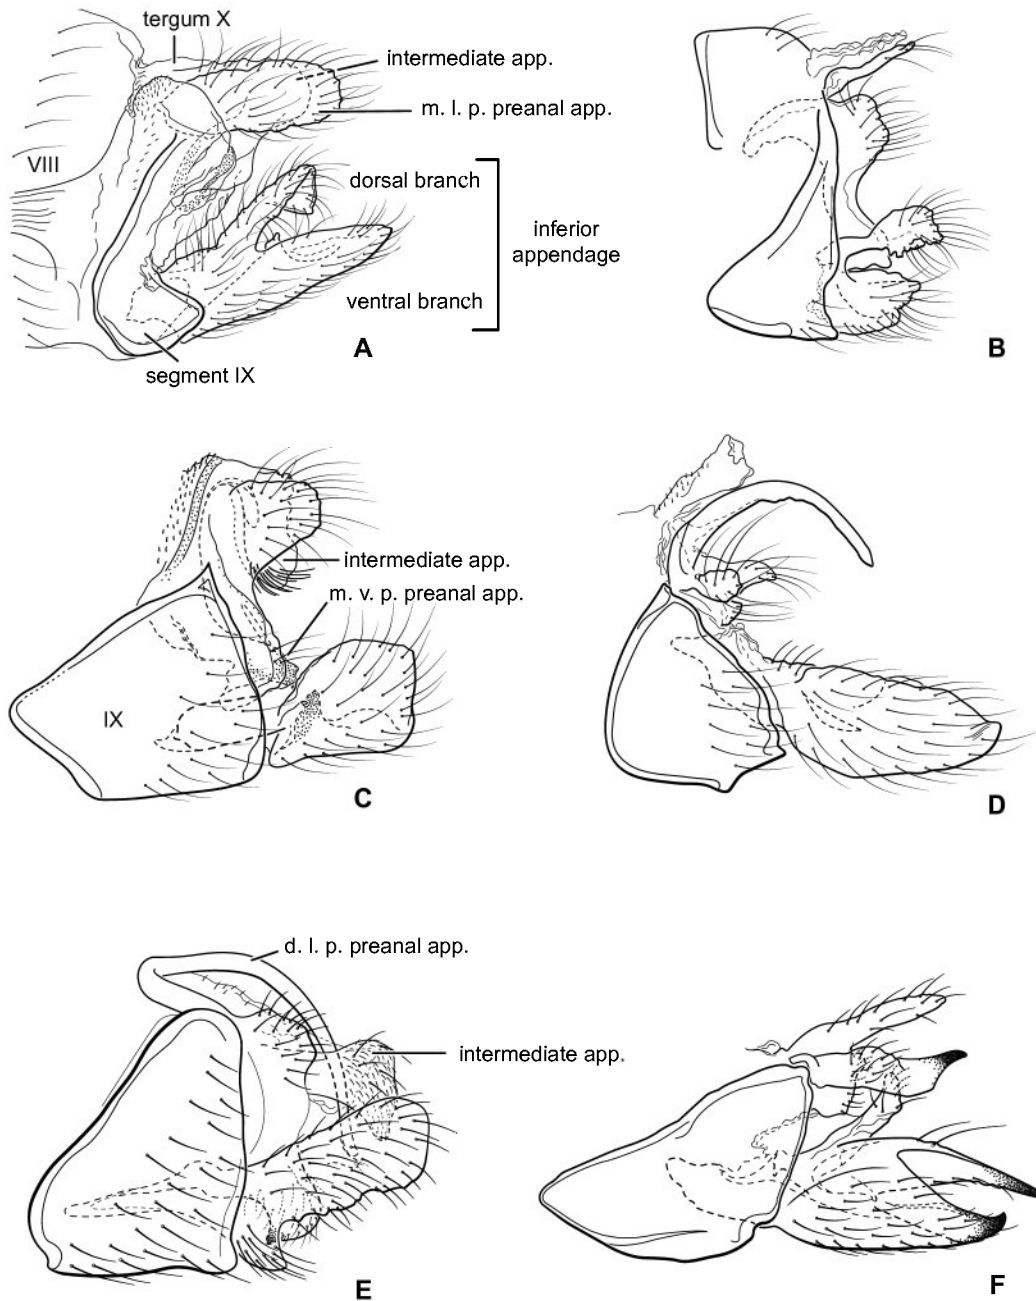 tergum X
intermediate app.
m. l. p. preanal app.
VIII
dorsal branch
inferior
appendage
ventral branch
segment IX
A
B
intermediate app.
m. v. p. preanal app.
IX
C
D
d. l. p. preanal app.
intermediate app.
E
F